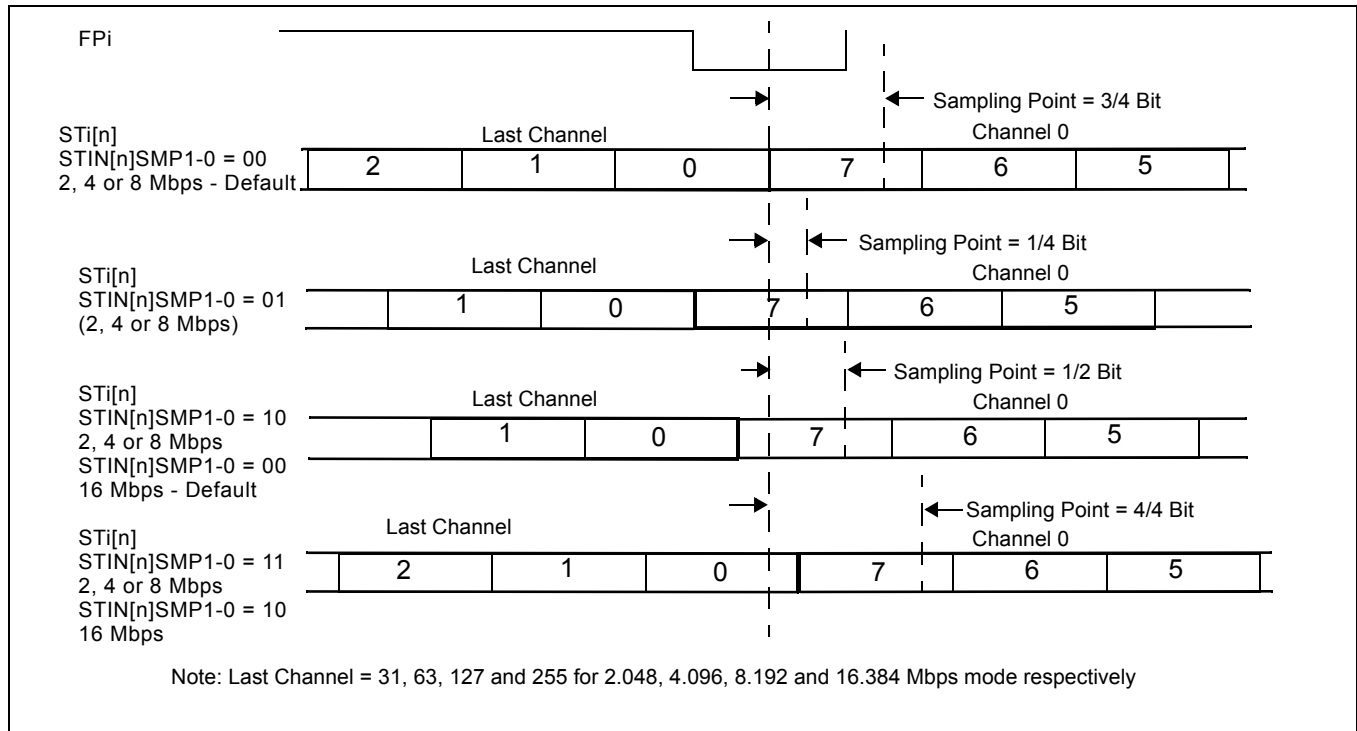 FPi
Sampling Point = 3/4 Bit
STi[n]
STIN[n]SMP1-0 = 00
2, 4 or 8 Mbps - Default
Last Channel
Channel 0
2 1 0 7 6 5
Sampling Point = 1/4 Bit
STi[n]
STIN[n]SMP1-0 = 01
(2, 4 or 8 Mbps)
Last Channel
Channel 0
1 0 7 6 5
Sampling Point = 1/2 Bit
STi[n]
STIN[n]SMP1-0 = 10
2, 4 or 8 Mbps
STIN[n]SMP1-0 = 00
16 Mbps - Default
Last Channel
Channel 0
1 0 7 6 5
Sampling Point = 4/4 Bit
STi[n]
STIN[n]SMP1-0 = 11
2, 4 or 8 Mbps
STIN[n]SMP1-0 = 10
16 Mbps
Last Channel
Channel 0
2 1 0 7 6 5
Note: Last Channel = 31, 63, 127 and 255 for 2.048, 4.096, 8.192 and 16.384 Mbps mode respectively